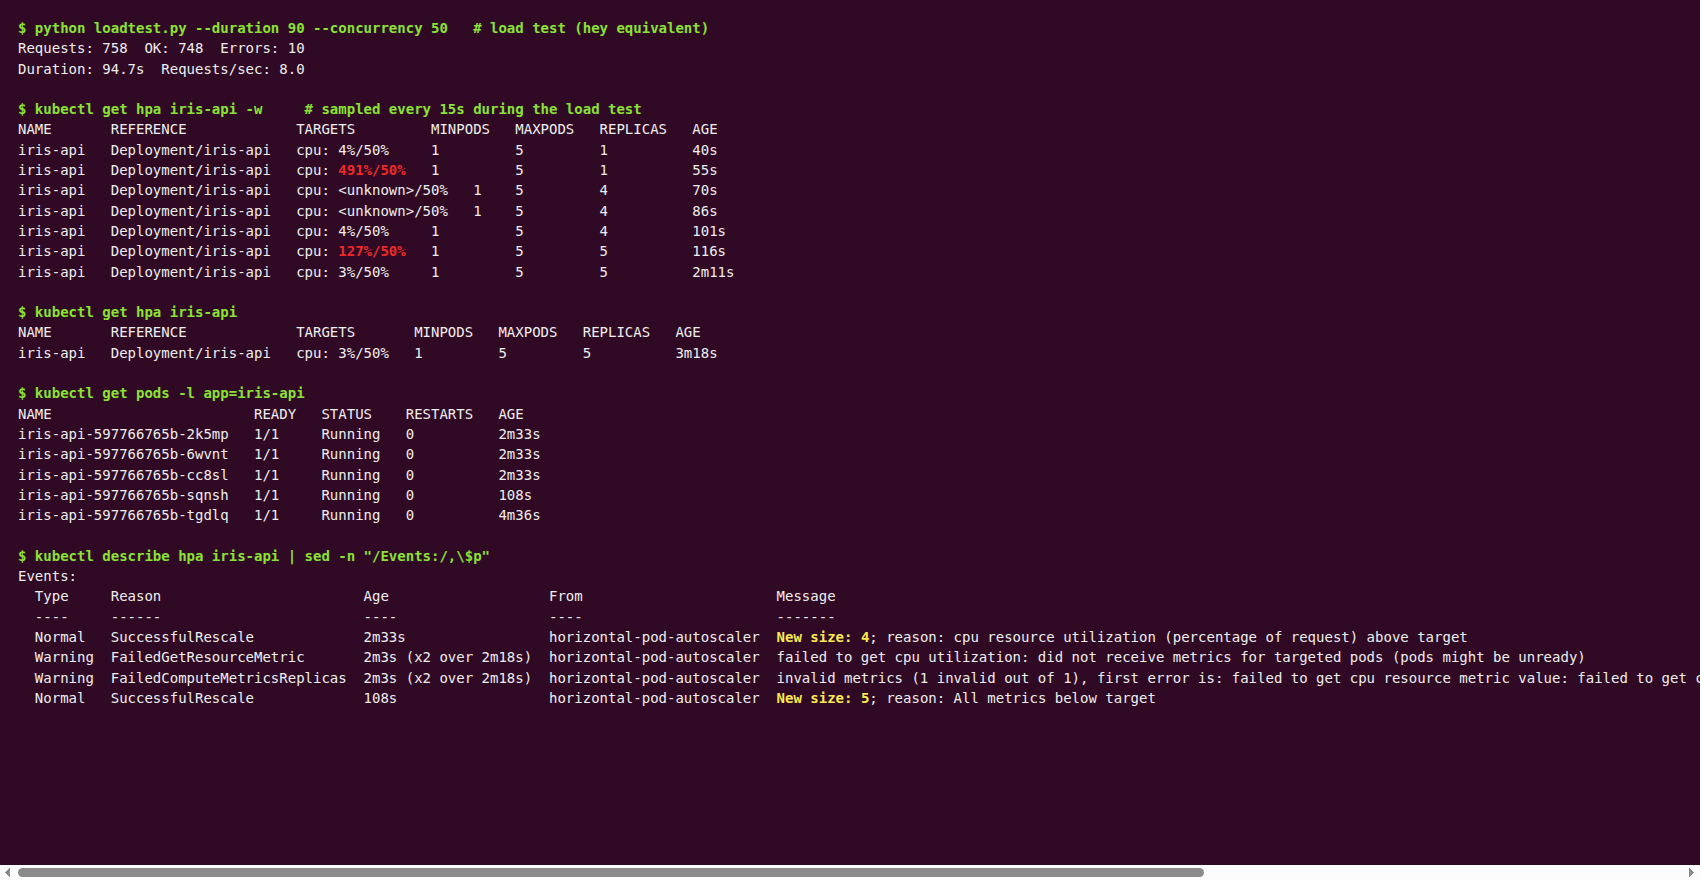 $ python loadtest.py --duration 90 --concurrency 50   # load test (hey equivalent)
Requests: 758  OK: 748  Errors: 10
Duration: 94.7s  Requests/sec: 8.0
$ kubectl get hpa iris-api -w     # sampled every 15s during the load test
NAME       REFERENCE             TARGETS         MINPODS   MAXPODS   REPLICAS   AGE
iris-api   Deployment/iris-api   cpu: 4%/50%     1         5         1          40s
iris-api   Deployment/iris-api   cpu: 491%/50%   1         5         1          55s
iris-api   Deployment/iris-api   cpu: <unknown>/50%   1    5         4          70s
iris-api   Deployment/iris-api   cpu: <unknown>/50%   1    5         4          86s
iris-api   Deployment/iris-api   cpu: 4%/50%     1         5         4          101s
iris-api   Deployment/iris-api   cpu: 127%/50%   1         5         5          116s
iris-api   Deployment/iris-api   cpu: 3%/50%     1         5         5          2m11s
$ kubectl get hpa iris-api
NAME       REFERENCE             TARGETS       MINPODS   MAXPODS   REPLICAS   AGE
iris-api   Deployment/iris-api   cpu: 3%/50%   1         5         5          3m18s
$ kubectl get pods -l app=iris-api
NAME                        READY   STATUS    RESTARTS   AGE
iris-api-597766765b-2k5mp   1/1     Running   0          2m33s
iris-api-597766765b-6wvnt   1/1     Running   0          2m33s
iris-api-597766765b-cc8sl   1/1     Running   0          2m33s
iris-api-597766765b-sqnsh   1/1     Running   0          108s
iris-api-597766765b-tgdlq   1/1     Running   0          4m36s
$ kubectl describe hpa iris-api | sed -n "/Events:/,\$p"
Events:
  Type     Reason                        Age                   From                       Message
  ----     ------                        ----                  ----                       -------
  Normal   SuccessfulRescale             2m33s                 horizontal-pod-autoscaler  New size: 4; reason: cpu resource utilization (percentage of request) above target
  Warning  FailedGetResourceMetric       2m3s (x2 over 2m18s)  horizontal-pod-autoscaler  failed to get cpu utilization: did not receive metrics for targeted pods (pods might be unready)
  Warning  FailedComputeMetricsReplicas  2m3s (x2 over 2m18s)  horizontal-pod-autoscaler  invalid metrics (1 invalid out of 1), first error is: failed to get cpu resource metric value: failed to get
  Normal   SuccessfulRescale             108s                  horizontal-pod-autoscaler  New size: 5; reason: All metrics below target